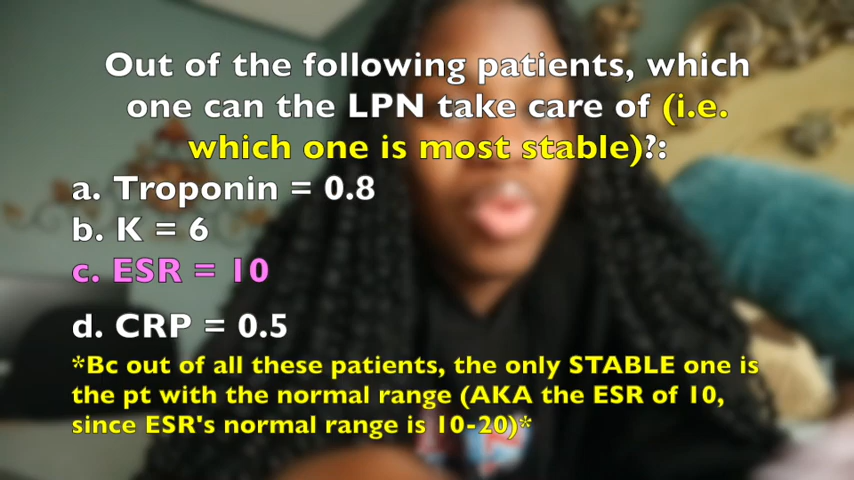 Out of the following patients, which
one can the LPN take care of (i.e.
which one is most stable)?:
a. Troponin = 0.8
b. K = 6
c. ESR = 10
d. CRP = 0.5
*Bc out of all these patients, the only STABLE one is
the pt with the normal range (AKA the ESR of 10,
since ESR's normal range is 10-20)*